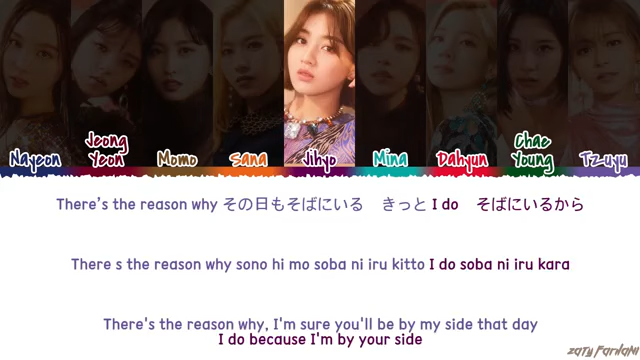 Nayeon
Jeong
Yeon
Momo
Sana
Jihyo
Mina
Dahyun
Chae
Young
Tzuyu
There's the reason why その日もそばにいる きっと I do そばにいるから
There s the reason why sono hi mo soba ni iru kitto I do soba ni iru kara
There's the reason why, I'm sure you'll be by my side that day
I do because I'm by your side
ZATY FARHANI